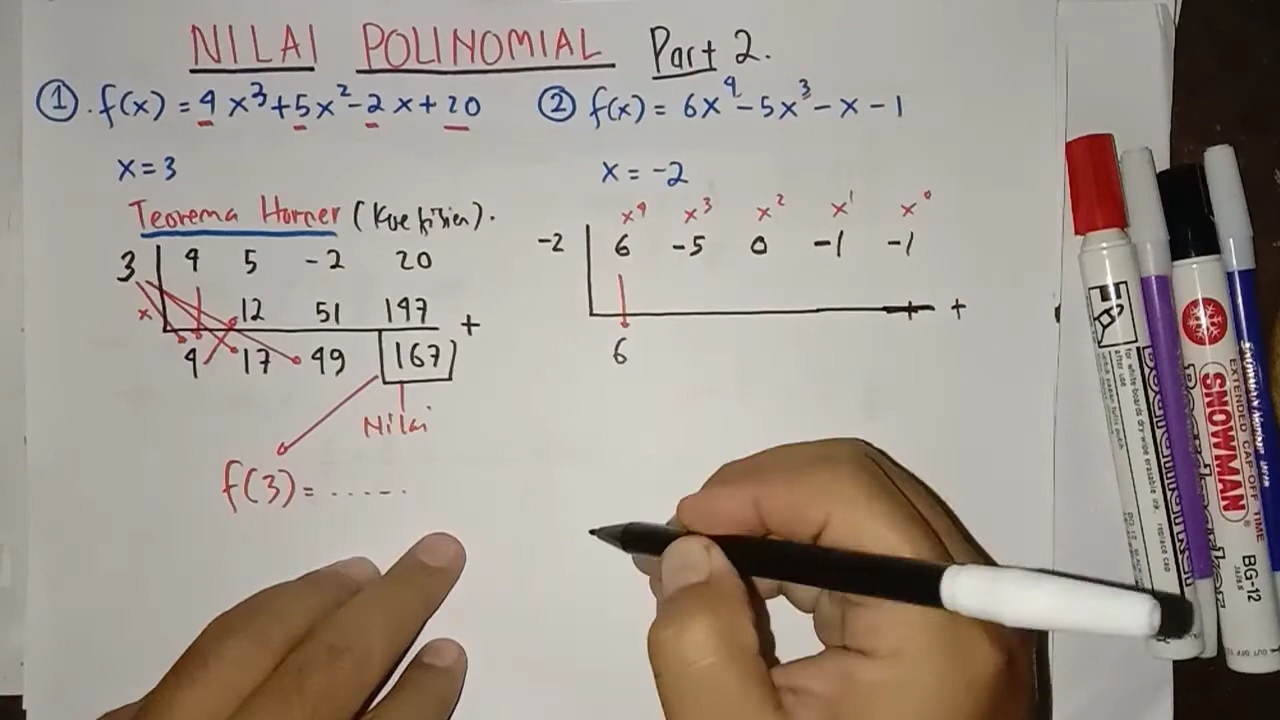 NILAI POLINOMIAL Part 2.
① . f(x) = 4x³ + 5x² - 2x + 20
x = 3
Teorema Horner (Koefisien).
3 4 5 -2 20
x 12 51 147 +
4 17 49 167
Nilai
f(3) = ......
② f(x) = 6x⁴ - 5x³ - x - 1
x = -2
x⁴ x³ x² x¹ x⁰
-2 6 -5 0 -1 -1
+
6
SNOWMAN
EXTENDED CAP-OFF TIME
BG-12